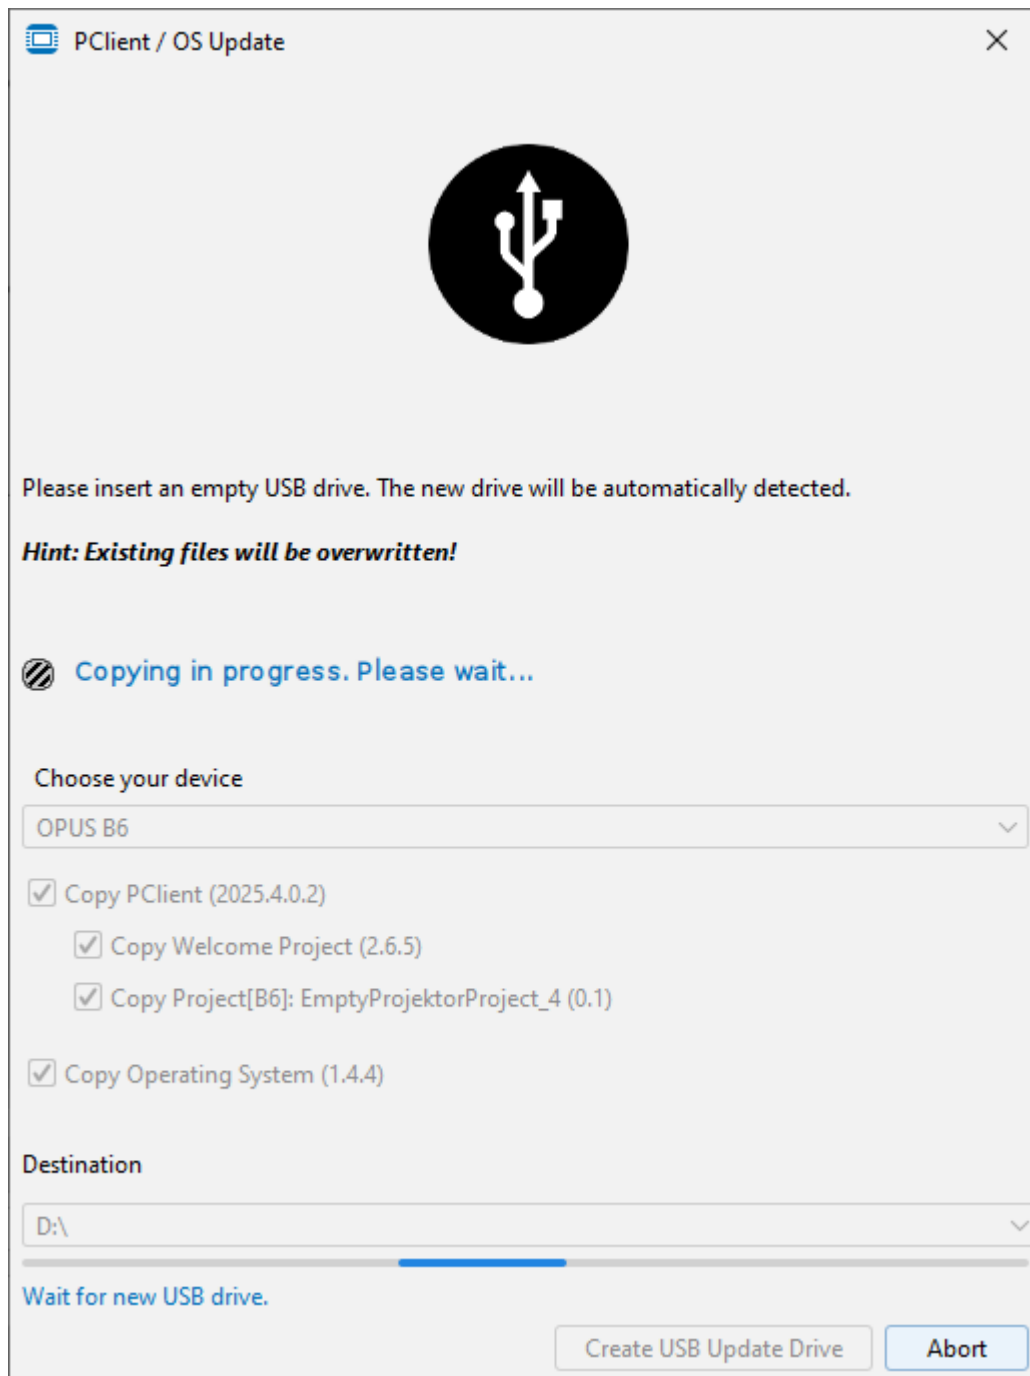 PClient / OS Update
Please insert an empty USB drive. The new drive will be automatically detected.
Hint: Existing files will be overwritten!
Copying in progress. Please wait...
Choose your device
OPUS B6
Copy PClient (2025.4.0.2)
Copy Welcome Project (2.6.5)
Copy Project[B6]: EmptyProjektorProject_4 (0.1)
Copy Operating System (1.4.4)
Destination
D:\
Wait for new USB drive.
Create USB Update Drive
Abort